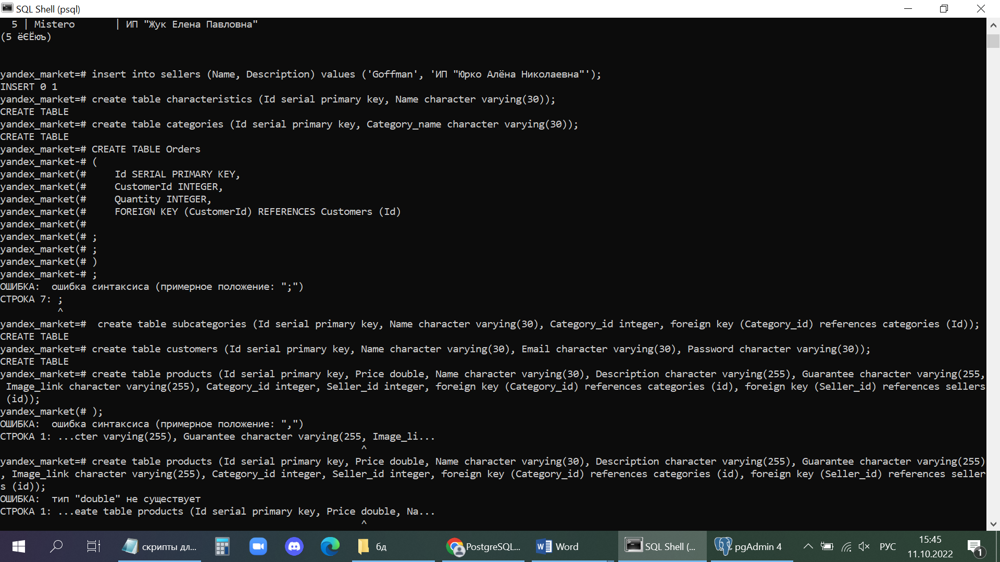 SQL Shell (psql)
5 | Mistero | ИП "Жук Елена Павловна"
(5 ёЄЁюъ)
yandex_market=# insert into sellers (Name, Description) values ('Goffman', 'ИП "Юрко Алёна Николаевна"');
INSERT 0 1
yandex_market=# create table characteristics (Id serial primary key, Name character varying(30));
CREATE TABLE
yandex_market=# create table categories (Id serial primary key, Category_name character varying(30));
CREATE TABLE
yandex_market=# CREATE TABLE Orders
yandex_market-# (
yandex_market(#     Id SERIAL PRIMARY KEY,
yandex_market(#     CustomerId INTEGER,
yandex_market(#     Quantity INTEGER,
yandex_market(#     FOREIGN KEY (CustomerId) REFERENCES Customers (Id)
yandex_market(#
yandex_market(# ;
yandex_market(# ;
yandex_market(# )
yandex_market-# ;
ОШИБКА:  ошибка синтаксиса (примерное положение: ";")
СТРОКА 7: ;
^
yandex_market=#  create table subcategories (Id serial primary key, Name character varying(30), Category_id integer, foreign key (Category_id) references categories (Id));
CREATE TABLE
yandex_market=# create table customers (Id serial primary key, Name character varying(30), Email character varying(30), Password character varying(30));
CREATE TABLE
yandex_market=# create table products (Id serial primary key, Price double, Name character varying(30), Description character varying(255), Guarantee character varying(255,
Image_link character varying(255), Category_id integer, Seller_id integer, foreign key (Category_id) references categories (id), foreign key (Seller_id) references sellers
(id));
yandex_market(# );
ОШИБКА:  ошибка синтаксиса (примерное положение: ",")
СТРОКА 1: ...cter varying(255), Guarantee character varying(255, Image_li...
^
yandex_market=# create table products (Id serial primary key, Price double, Name character varying(30), Description character varying(255), Guarantee character varying(255)
, Image_link character varying(255), Category_id integer, Seller_id integer, foreign key (Category_id) references categories (id), foreign key (Seller_id) references seller
s (id));
ОШИБКА:  тип "double" не существует
СТРОКА 1: ...eate table products (Id serial primary key, Price double, Na...
^
скрипты дл... бд PostgreSQL... Word SQL Shell (... pgAdmin 4 РУС 15:45
11.10.2022 1